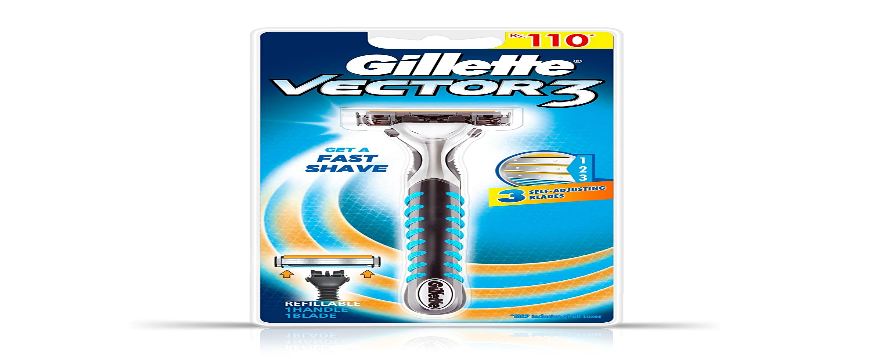 Rs. 110*
Gillette®
VECTOR3
GET A
FAST
SHAVE
1
2
3
3 SELF-ADJUSTING
BLADES
Gillette
REFILLABLE
1 HANDLE
1 BLADE